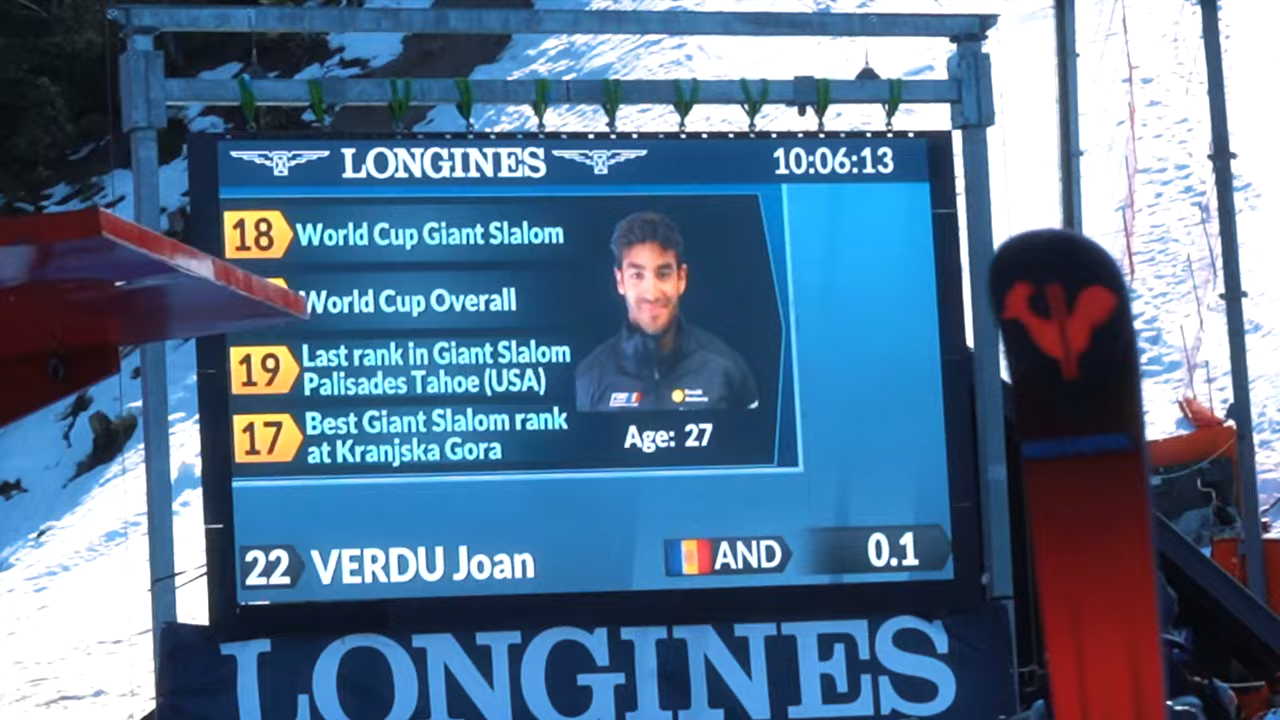 LONGINES
10:06:13
18 World Cup Giant Slalom
World Cup Overall
19 Last rank in Giant Slalom
Palisades Tahoe (USA)
17 Best Giant Slalom rank
at Kranjska Gora
Age: 27
22 VERDU Joan AND 0.1
LONGINES